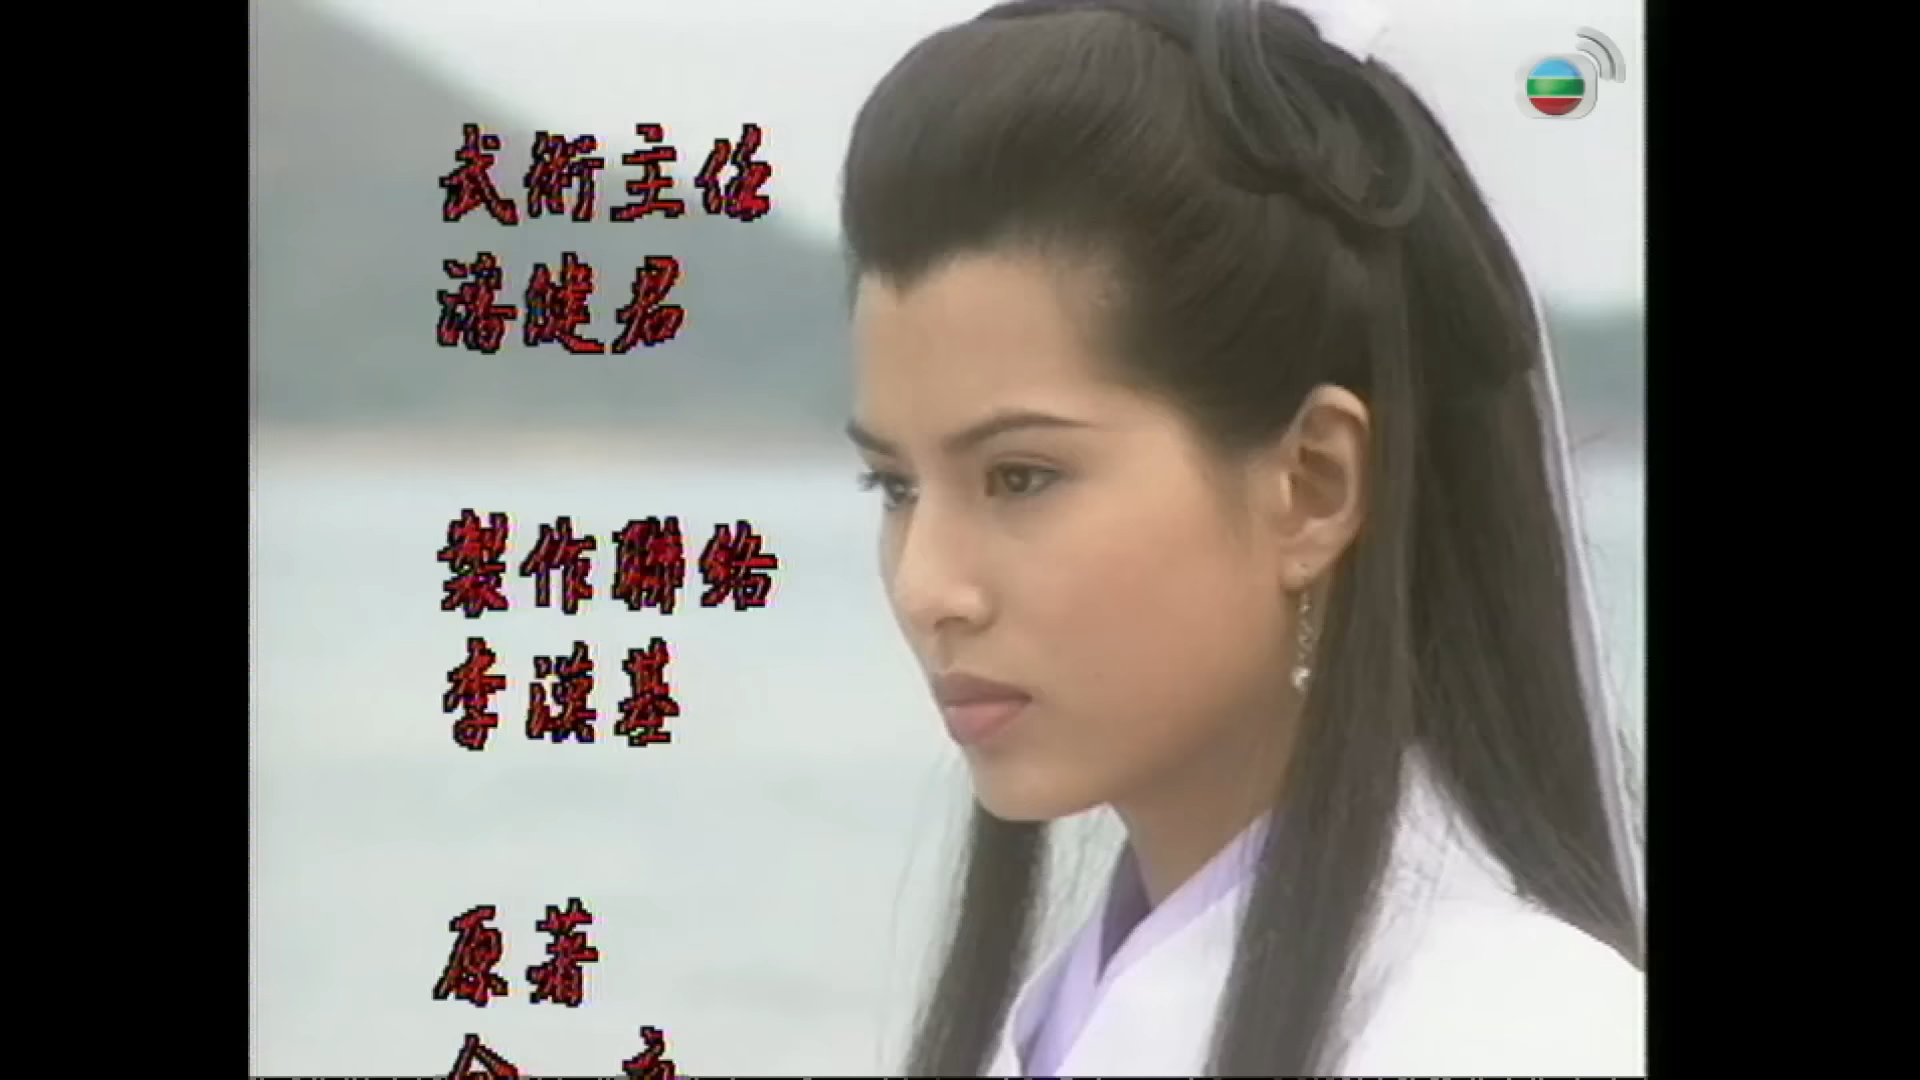 武術主任
潘健君
製作聯絡
李漢基
原著